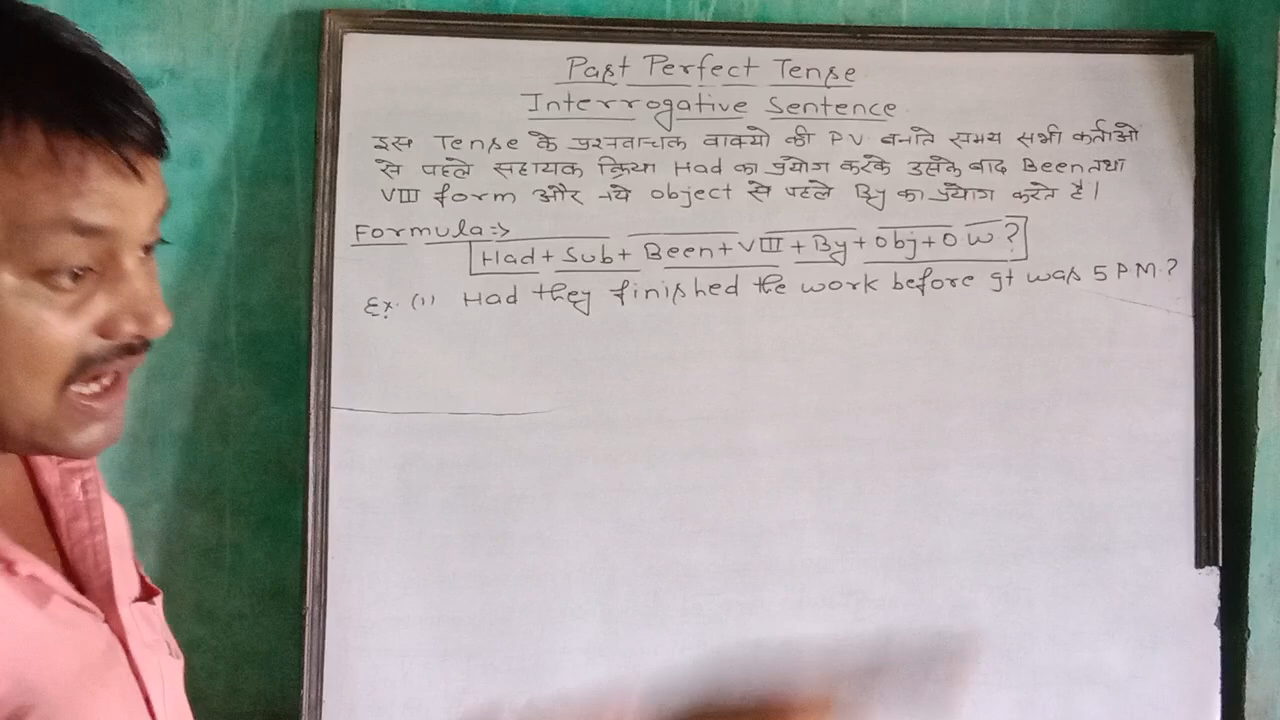 Past Perfect Tense
Interrogative Sentence
इस Tense के प्रश्नवाचक वाक्यो की PV बनाते समय सभी कर्ताओ
से पहले सहायक क्रिया Had का प्रयोग करके उसके बाद Been तथा
VIII form और नये object से पहले By का प्रयोग करते है।
Formula:->
Had + Sub + Been + VIII + By + Obj + OW?
Ex. (1) Had they finished the work before It was 5 P.M.?